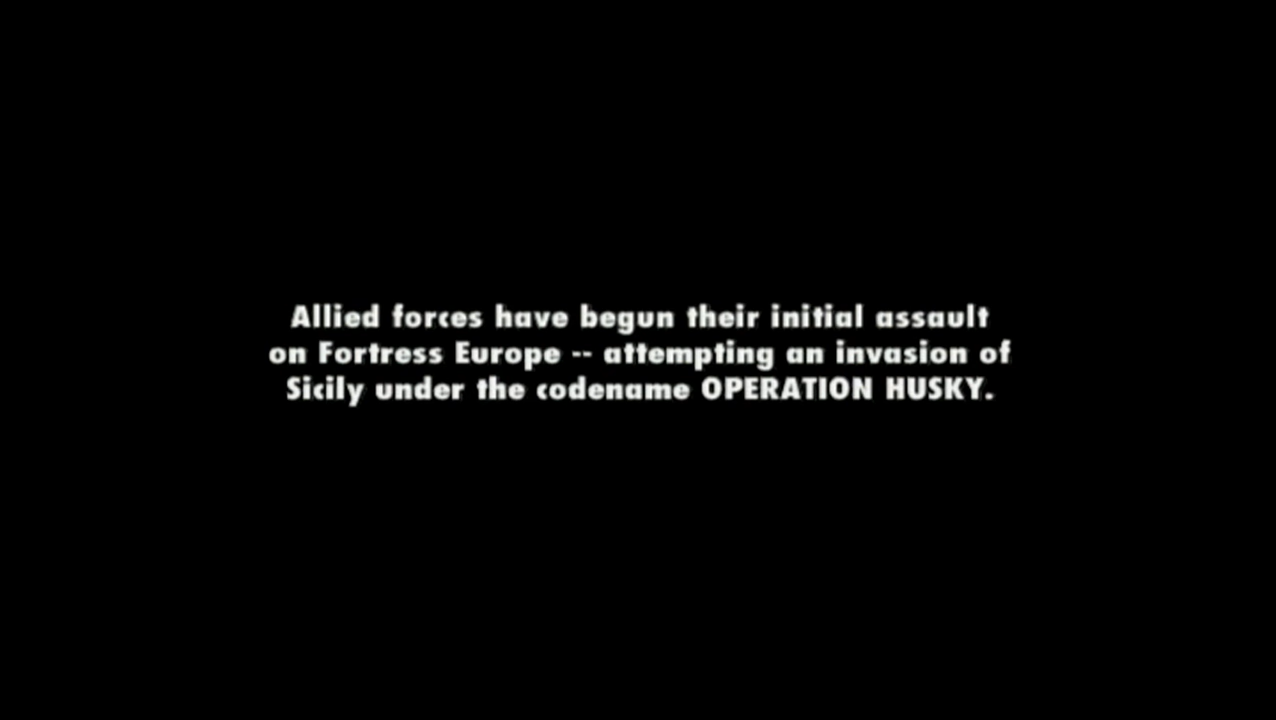 Allied forces have begun their initial assault
on Fortress Europe -- attempting an invasion of
Sicily under the codename OPERATION HUSKY.